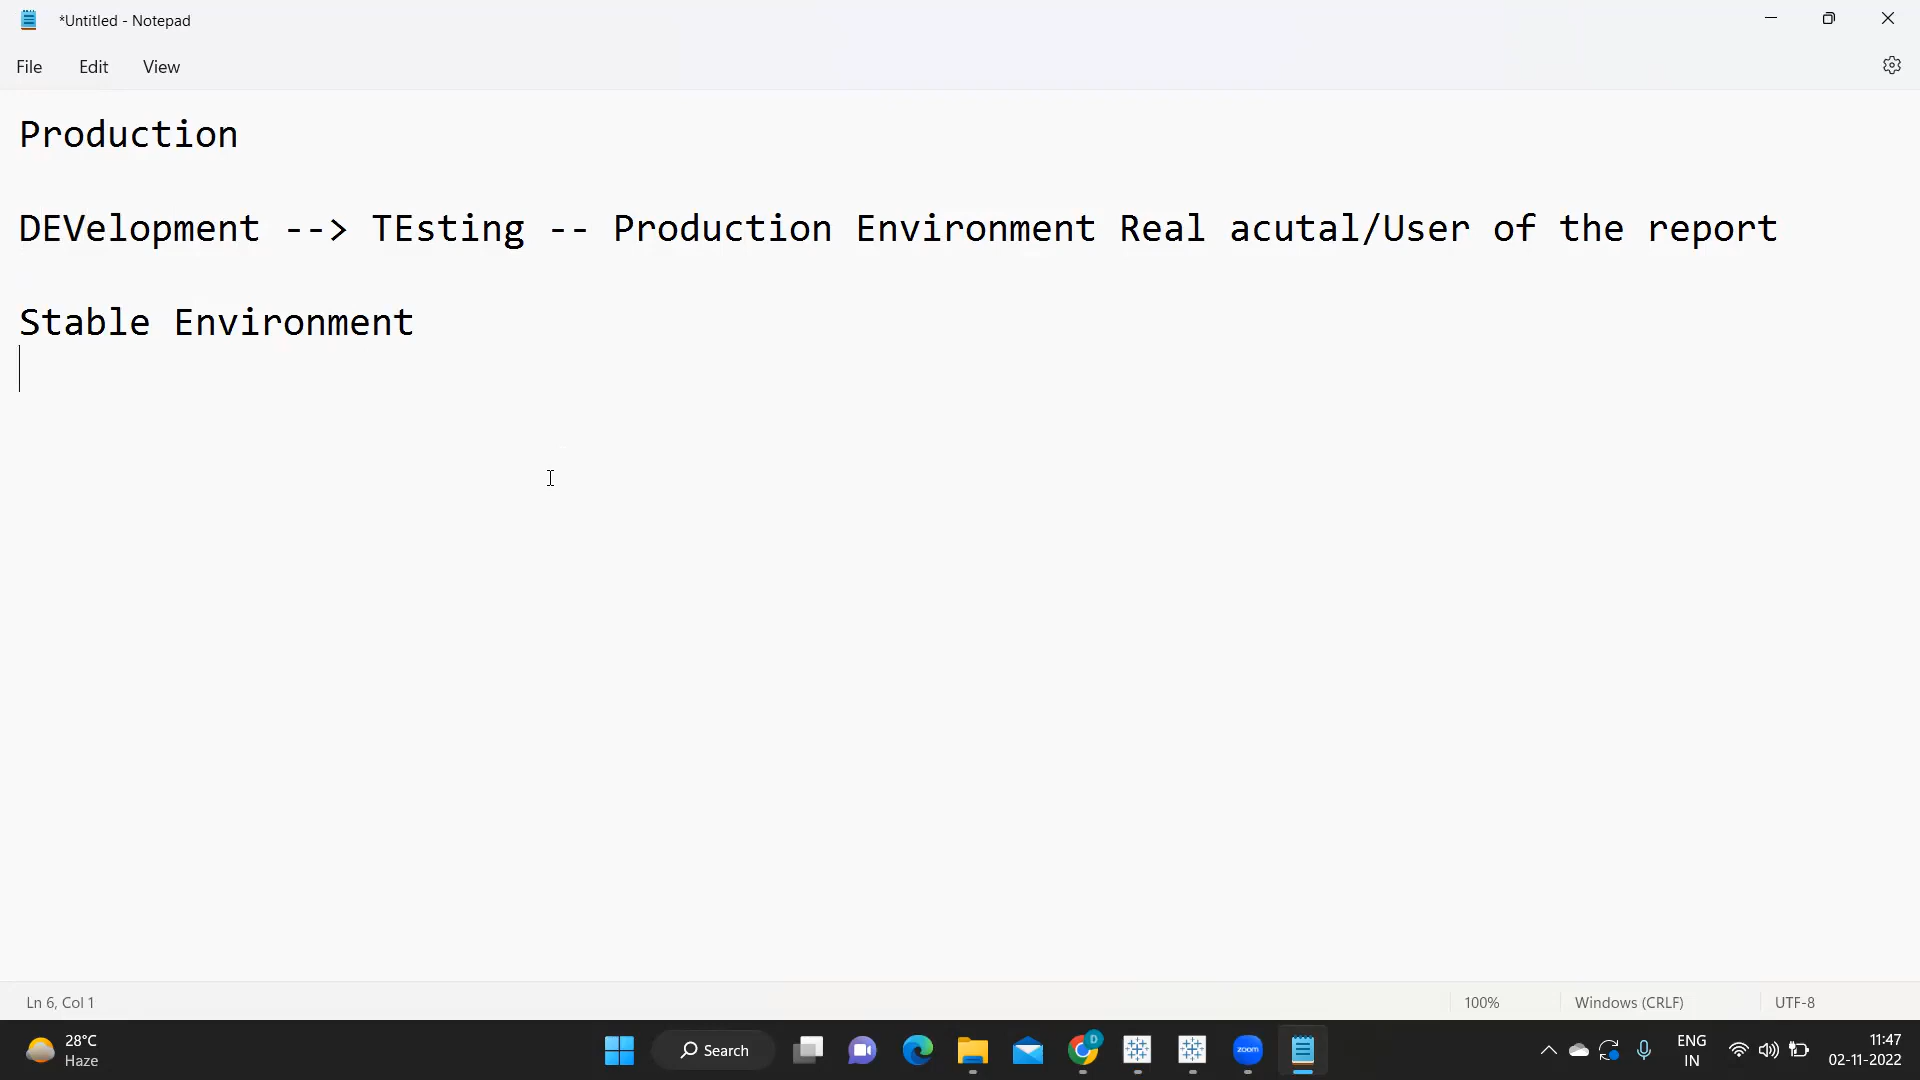 *Untitled - Notepad
File Edit View
Production
DEVelopment --> TEsting -- Production Environment Real acutal/User of the report
Stable Environment
Ln 6, Col 1 100% Windows (CRLF) UTF-8
28°C
Haze
Search
D
zoom
ENG
IN
11:47
02-11-2022